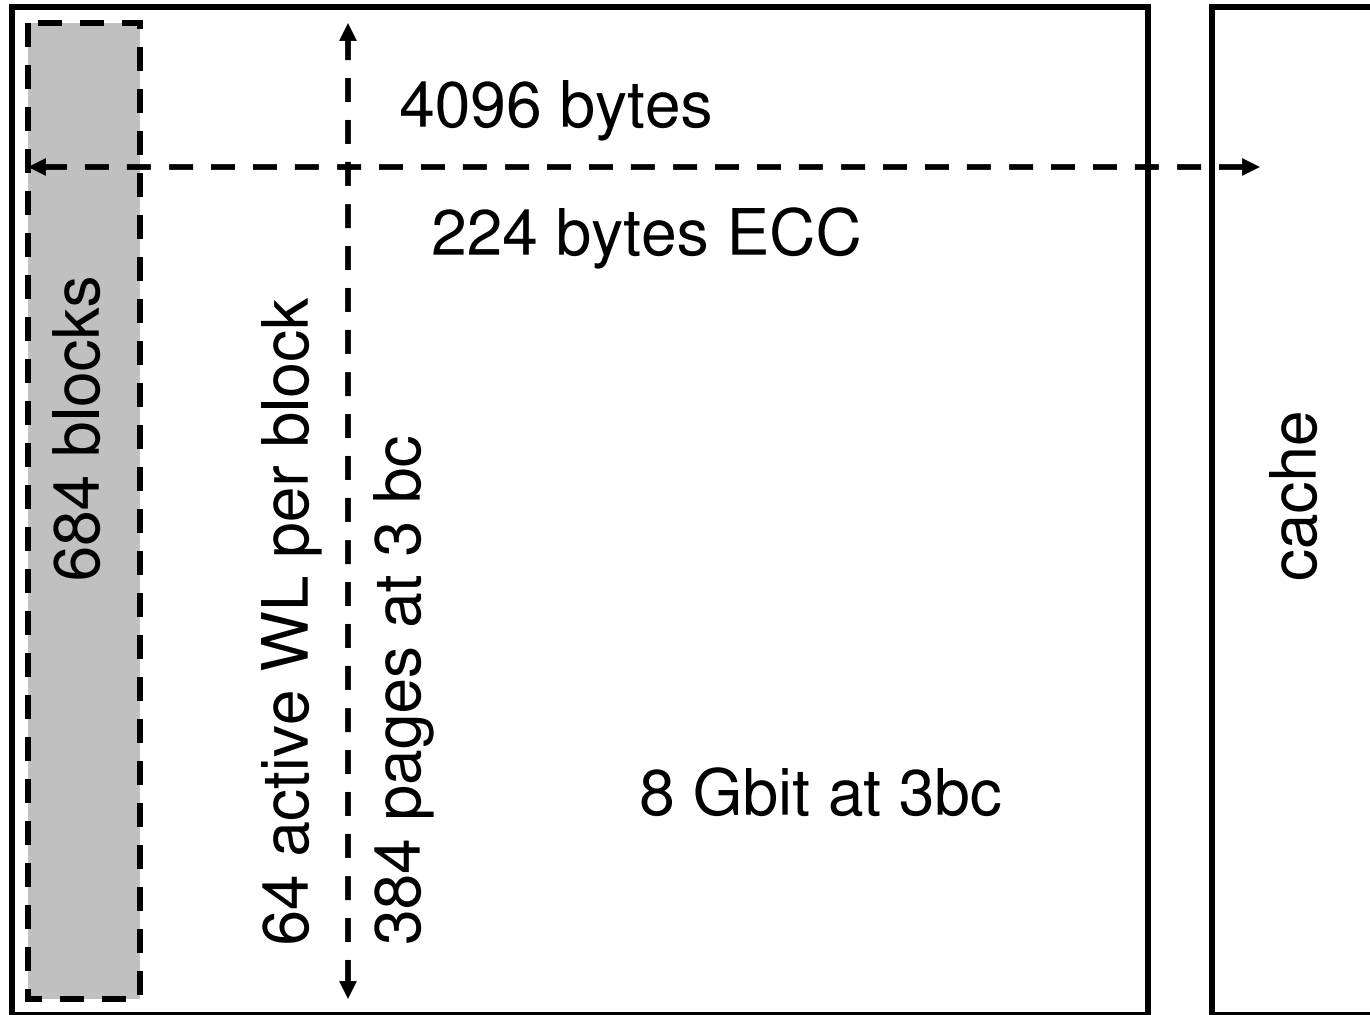 4096 bytes
224 bytes ECC
684 blocks
64 active WL per block
384 pages at 3 bc
8 Gbit at 3bc
cache